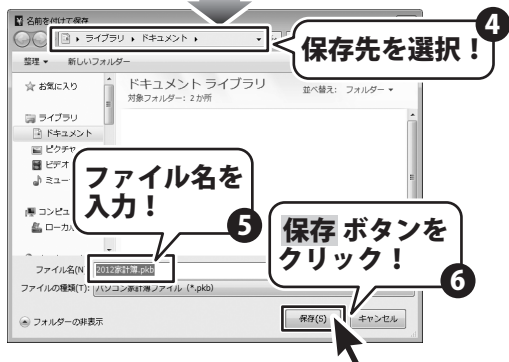 名前を付けて保存
ライブラリ ▸ ドキュメント ▸
4
保存先を選択！
整理 ▼ 新しいフォルダー
お気に入り
ドキュメント ライブラリ
対象フォルダー: 2か所
並べ替え: フォルダー ▼
ライブラリ
ドキュメント
ピクチャ
ビデオ
ミュー
コンピュ
ローカル
ファイル名を
入力！
5
保存 ボタンを
クリック！
6
ファイル名(N
2012家計簿.pkb
ファイルの種類(T): パソコン家計簿ファイル (*.pkb)
フォルダーの非表示
保存(S)
キャンセル